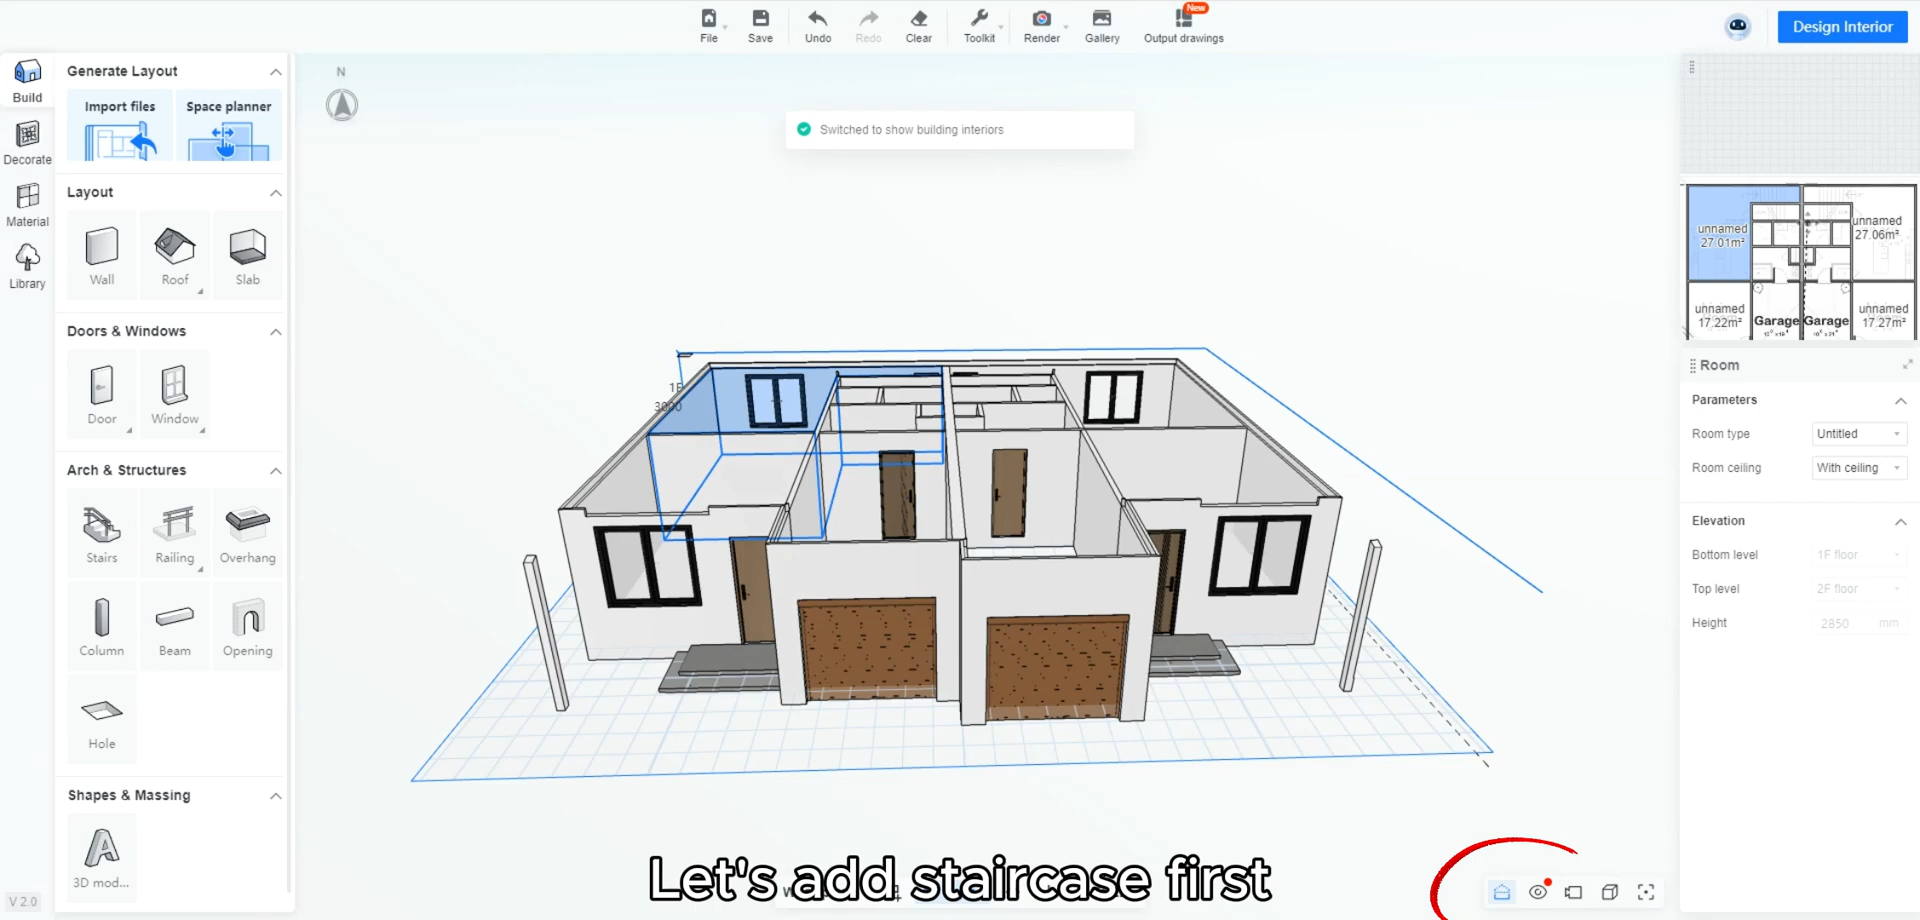 File
Save
Undo
Redo
Clear
Toolkit
Render
Gallery
Output drawings
New
Design Interior
Build
Decorate
Material
Library
Generate Layout
Import files
Space planner
Layout
Wall
Roof
Slab
Doors & Windows
Door
Window
Arch & Structures
Stairs
Railing
Overhang
Column
Beam
Opening
Hole
Shapes & Massing
3D mod...
V 2.0
N
Switched to show building interiors
1F
3000
Let's add staircase first
unnamed
27.01m²
unnamed
27.06m²
unnamed
17.22m²
Garage
Garage
unnamed
17.27m²
Room
Parameters
Room type
Untitled
Room ceiling
With ceiling
Elevation
Bottom level
1F floor
Top level
2F floor
Height
2850
mm